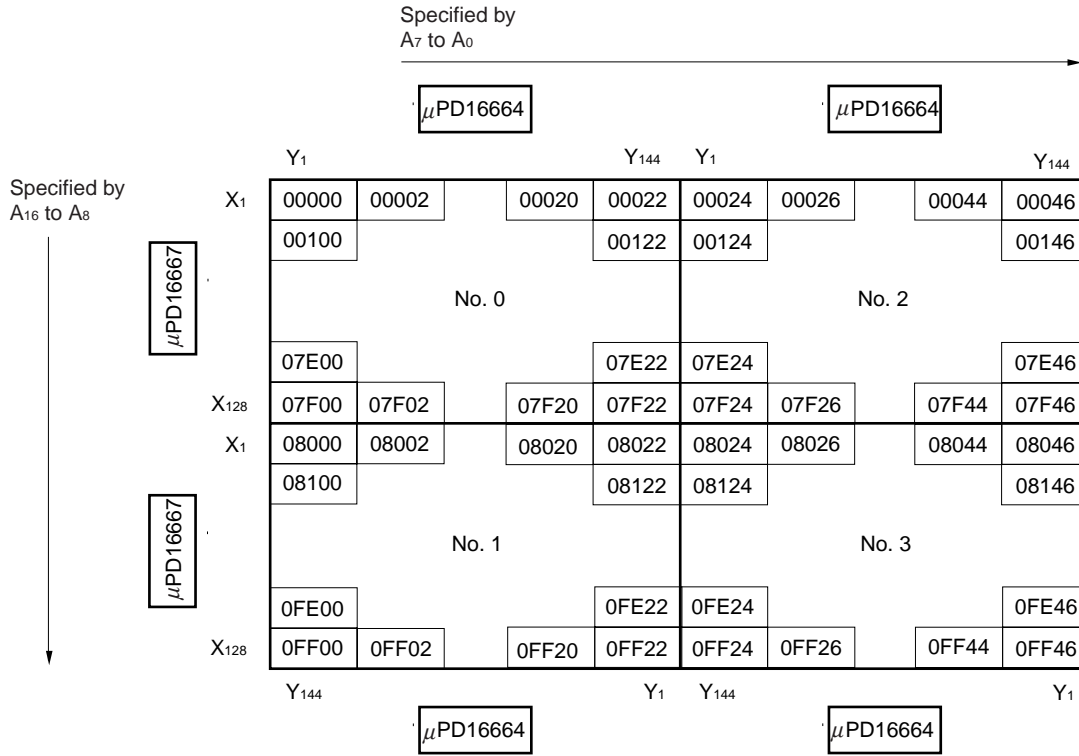 Specified by
A7 to A0
μPD16664 μPD16664
Y1 Y144 Y1 Y144
Specified by
A16 to A8
X1 00000 00002 00020 00022 00024 00026 00044 00046
00100 00122 00124 00146
μPD16667
No. 0 No. 2
07E00 07E22 07E24 07E46
X128 07F00 07F02 07F20 07F22 07F24 07F26 07F44 07F46
X1 08000 08002 08020 08022 08024 08026 08044 08046
08100 08122 08124 08146
μPD16667
No. 1 No. 3
0FE00 0FE22 0FE24 0FE46
X128 0FF00 0FF02 0FF20 0FF22 0FF24 0FF26 0FF44 0FF46
Y144 Y1 Y144 Y1
μPD16664 μPD16664